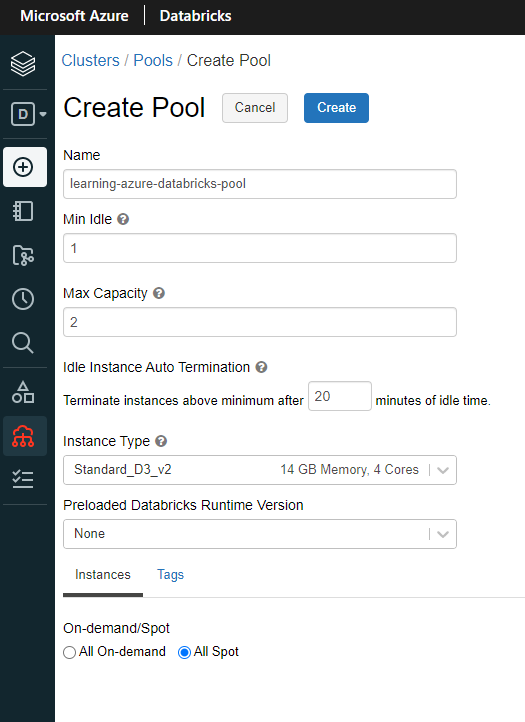 Microsoft Azure | Databricks
Clusters / Pools / Create Pool
D
Create Pool Cancel Create
Name
learning-azure-databricks-pool
Min Idle ?
1
Max Capacity ?
2
Idle Instance Auto Termination ?
Terminate instances above minimum after 20 minutes of idle time.
Instance Type ?
Standard_D3_v2 14 GB Memory, 4 Cores
Preloaded Databricks Runtime Version
None
Instances Tags
On-demand/Spot
All On-demand All Spot